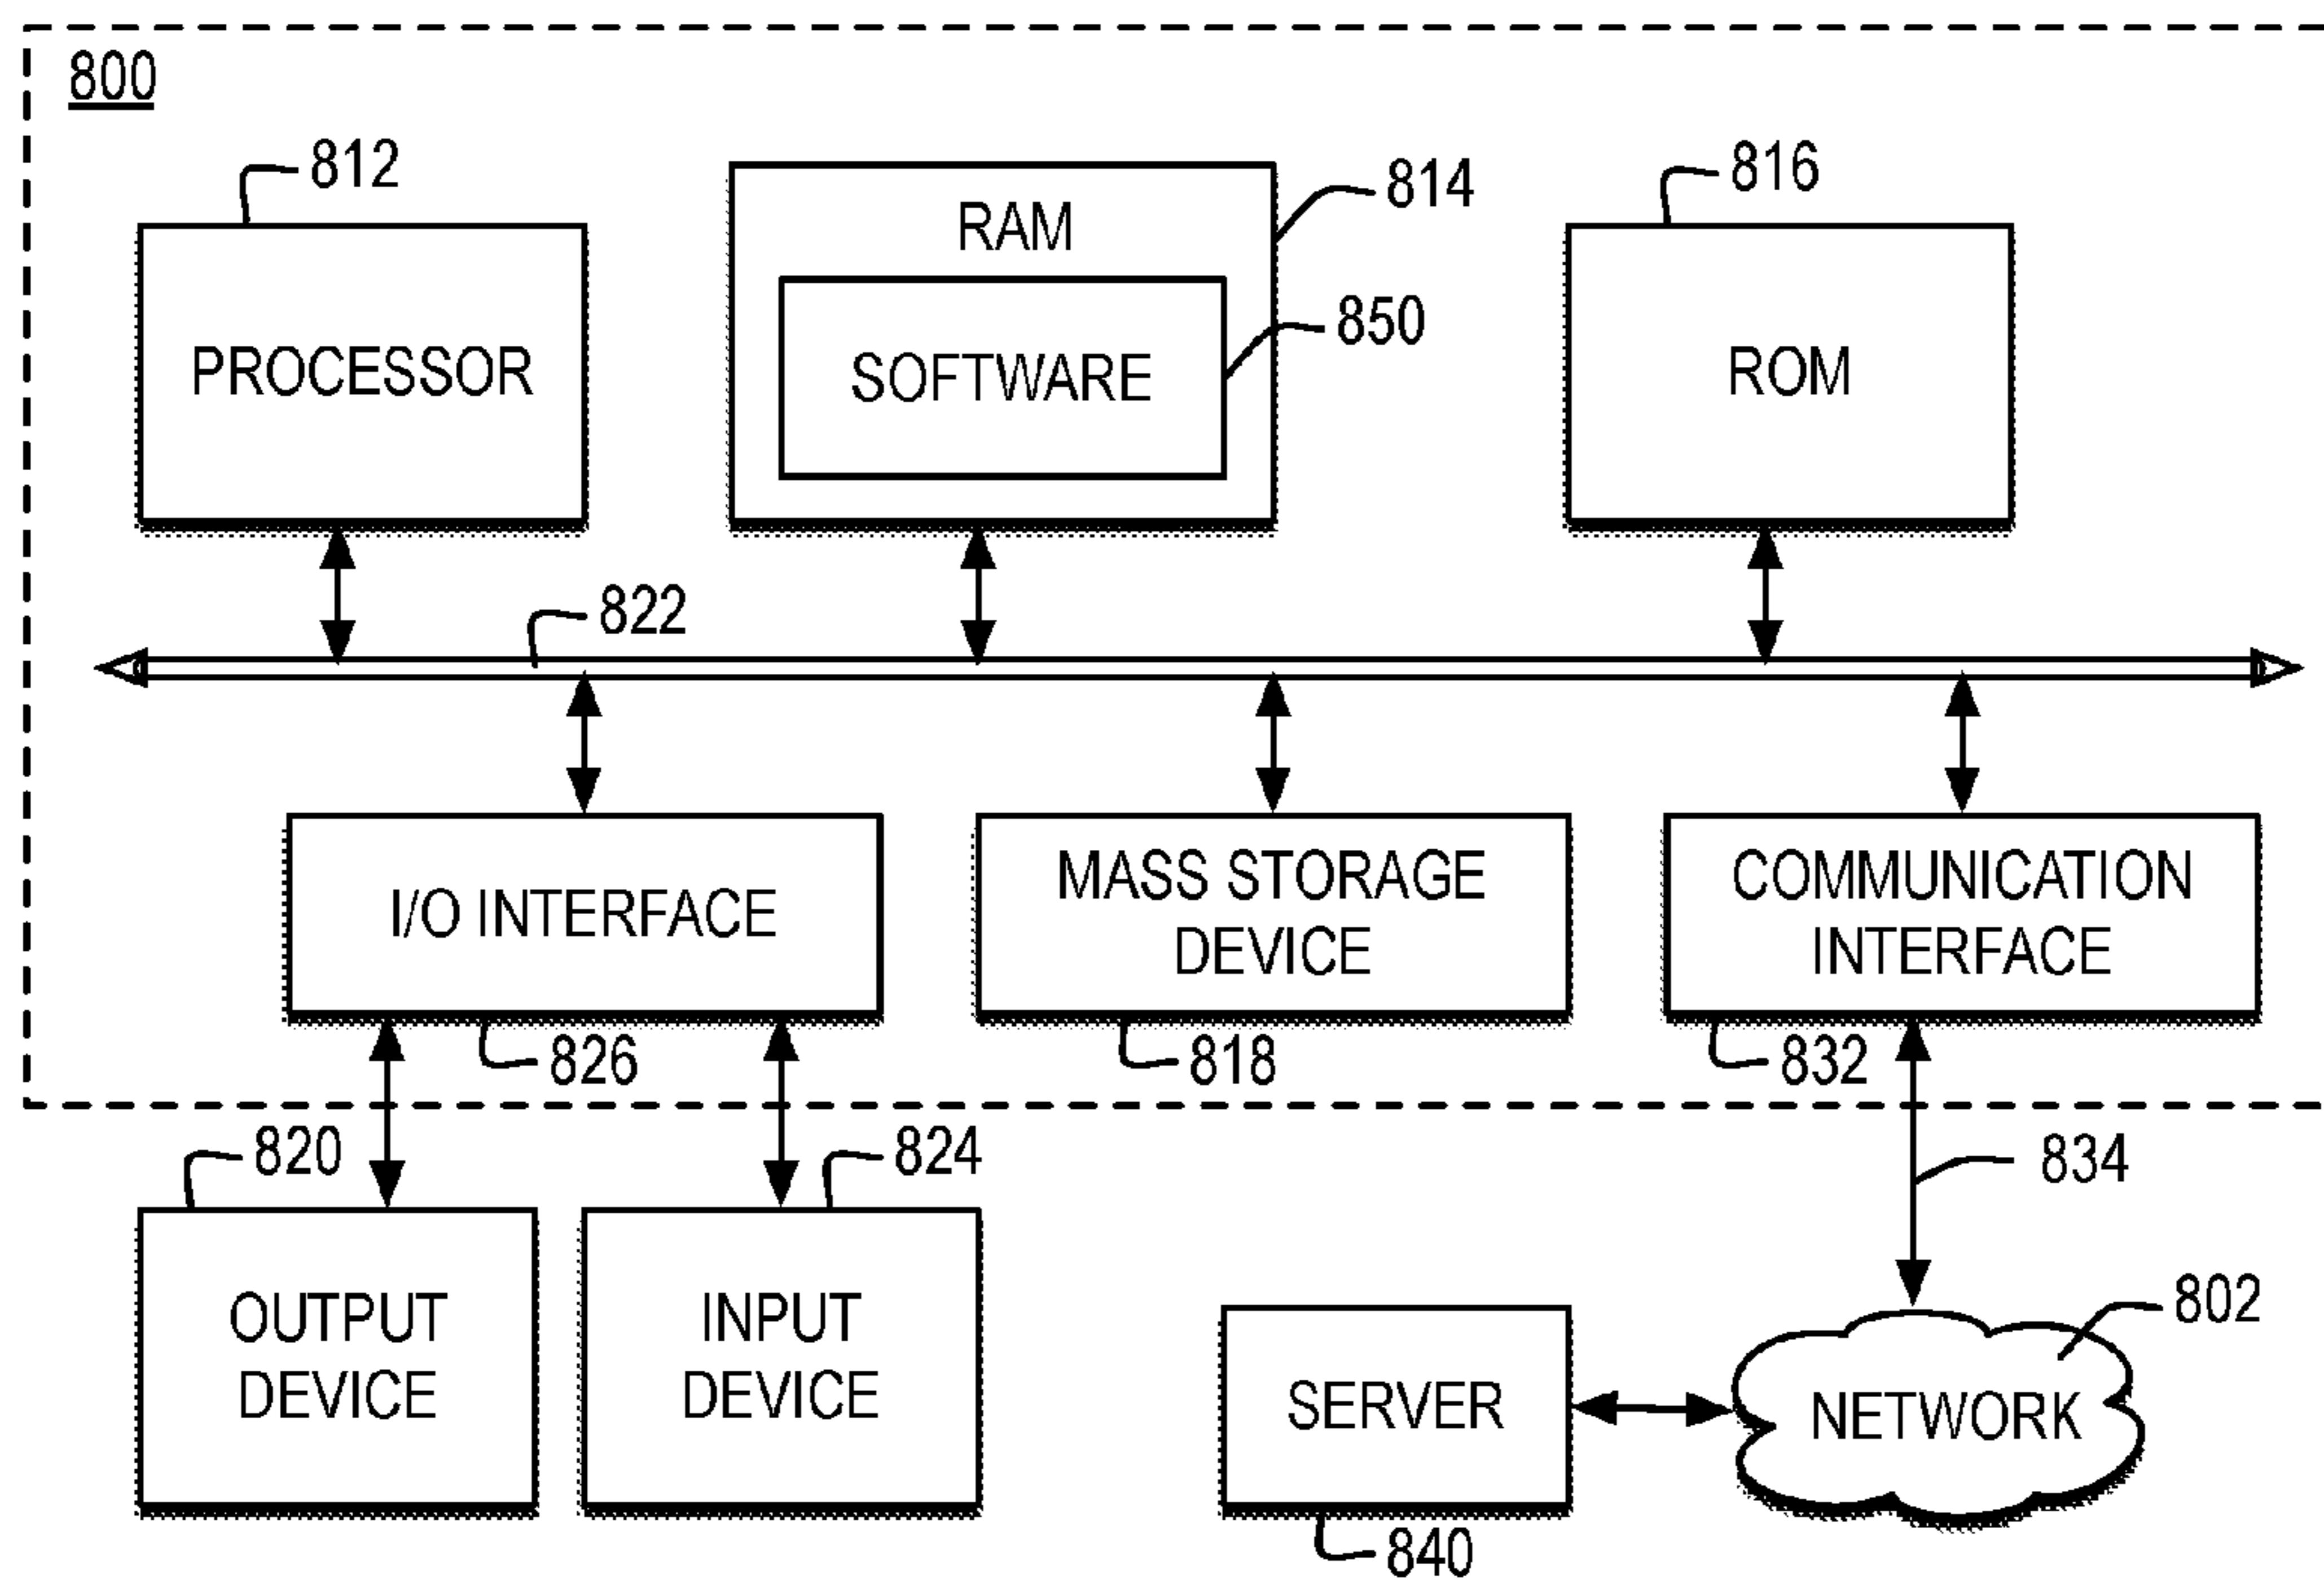 800
812
814
816
RAM
850
PROCESSOR
SOFTWARE
ROM
822
I/O INTERFACE
MASS STORAGE
DEVICE
COMMUNICATION
INTERFACE
826
818
832
820
824
834
OUTPUT
DEVICE
INPUT
DEVICE
802
SERVER
NETWORK
840